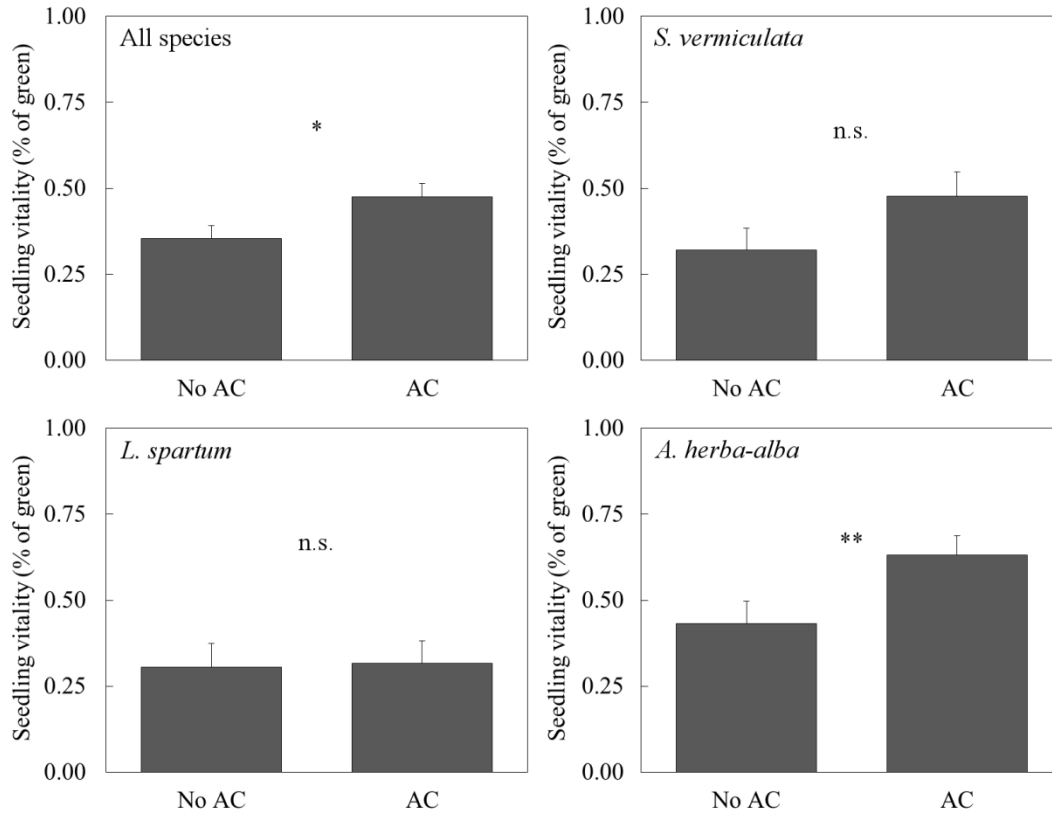 All species
Seedling vitality (% of green)
1.00
0.75
0.50
0.25
0.00
*
No AC
AC
S. vermiculata
Seedling vitality (% of green)
1.00
0.75
0.50
0.25
0.00
n.s.
No AC
AC
L. spartum
Seedling vitality (% of green)
1.00
0.75
0.50
0.25
0.00
n.s.
No AC
AC
A. herba-alba
Seedling vitality (% of green)
1.00
0.75
0.50
0.25
0.00
**
No AC
AC